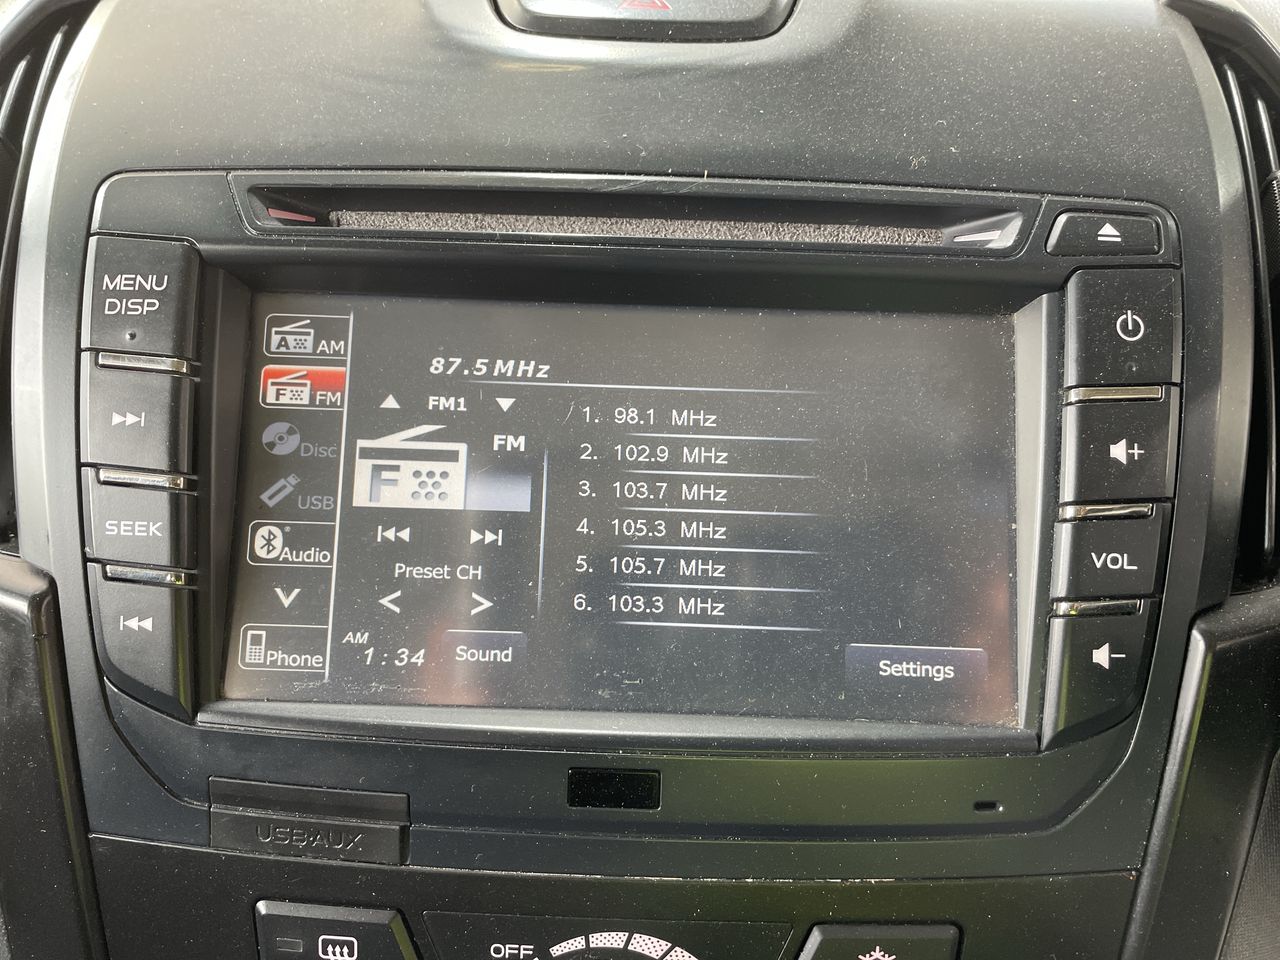 MENU
DISP
SEEK
VOL
A AM
F FM
Disc
USB
Audio
Phone
87.5 MHz
FM1
FM
F
Preset CH
AM
1:34
Sound
1. 98.1 MHz
2. 102.9 MHz
3. 103.7 MHz
4. 105.3 MHz
5. 105.7 MHz
6. 103.3 MHz
Settings
USB·AUX
OFF